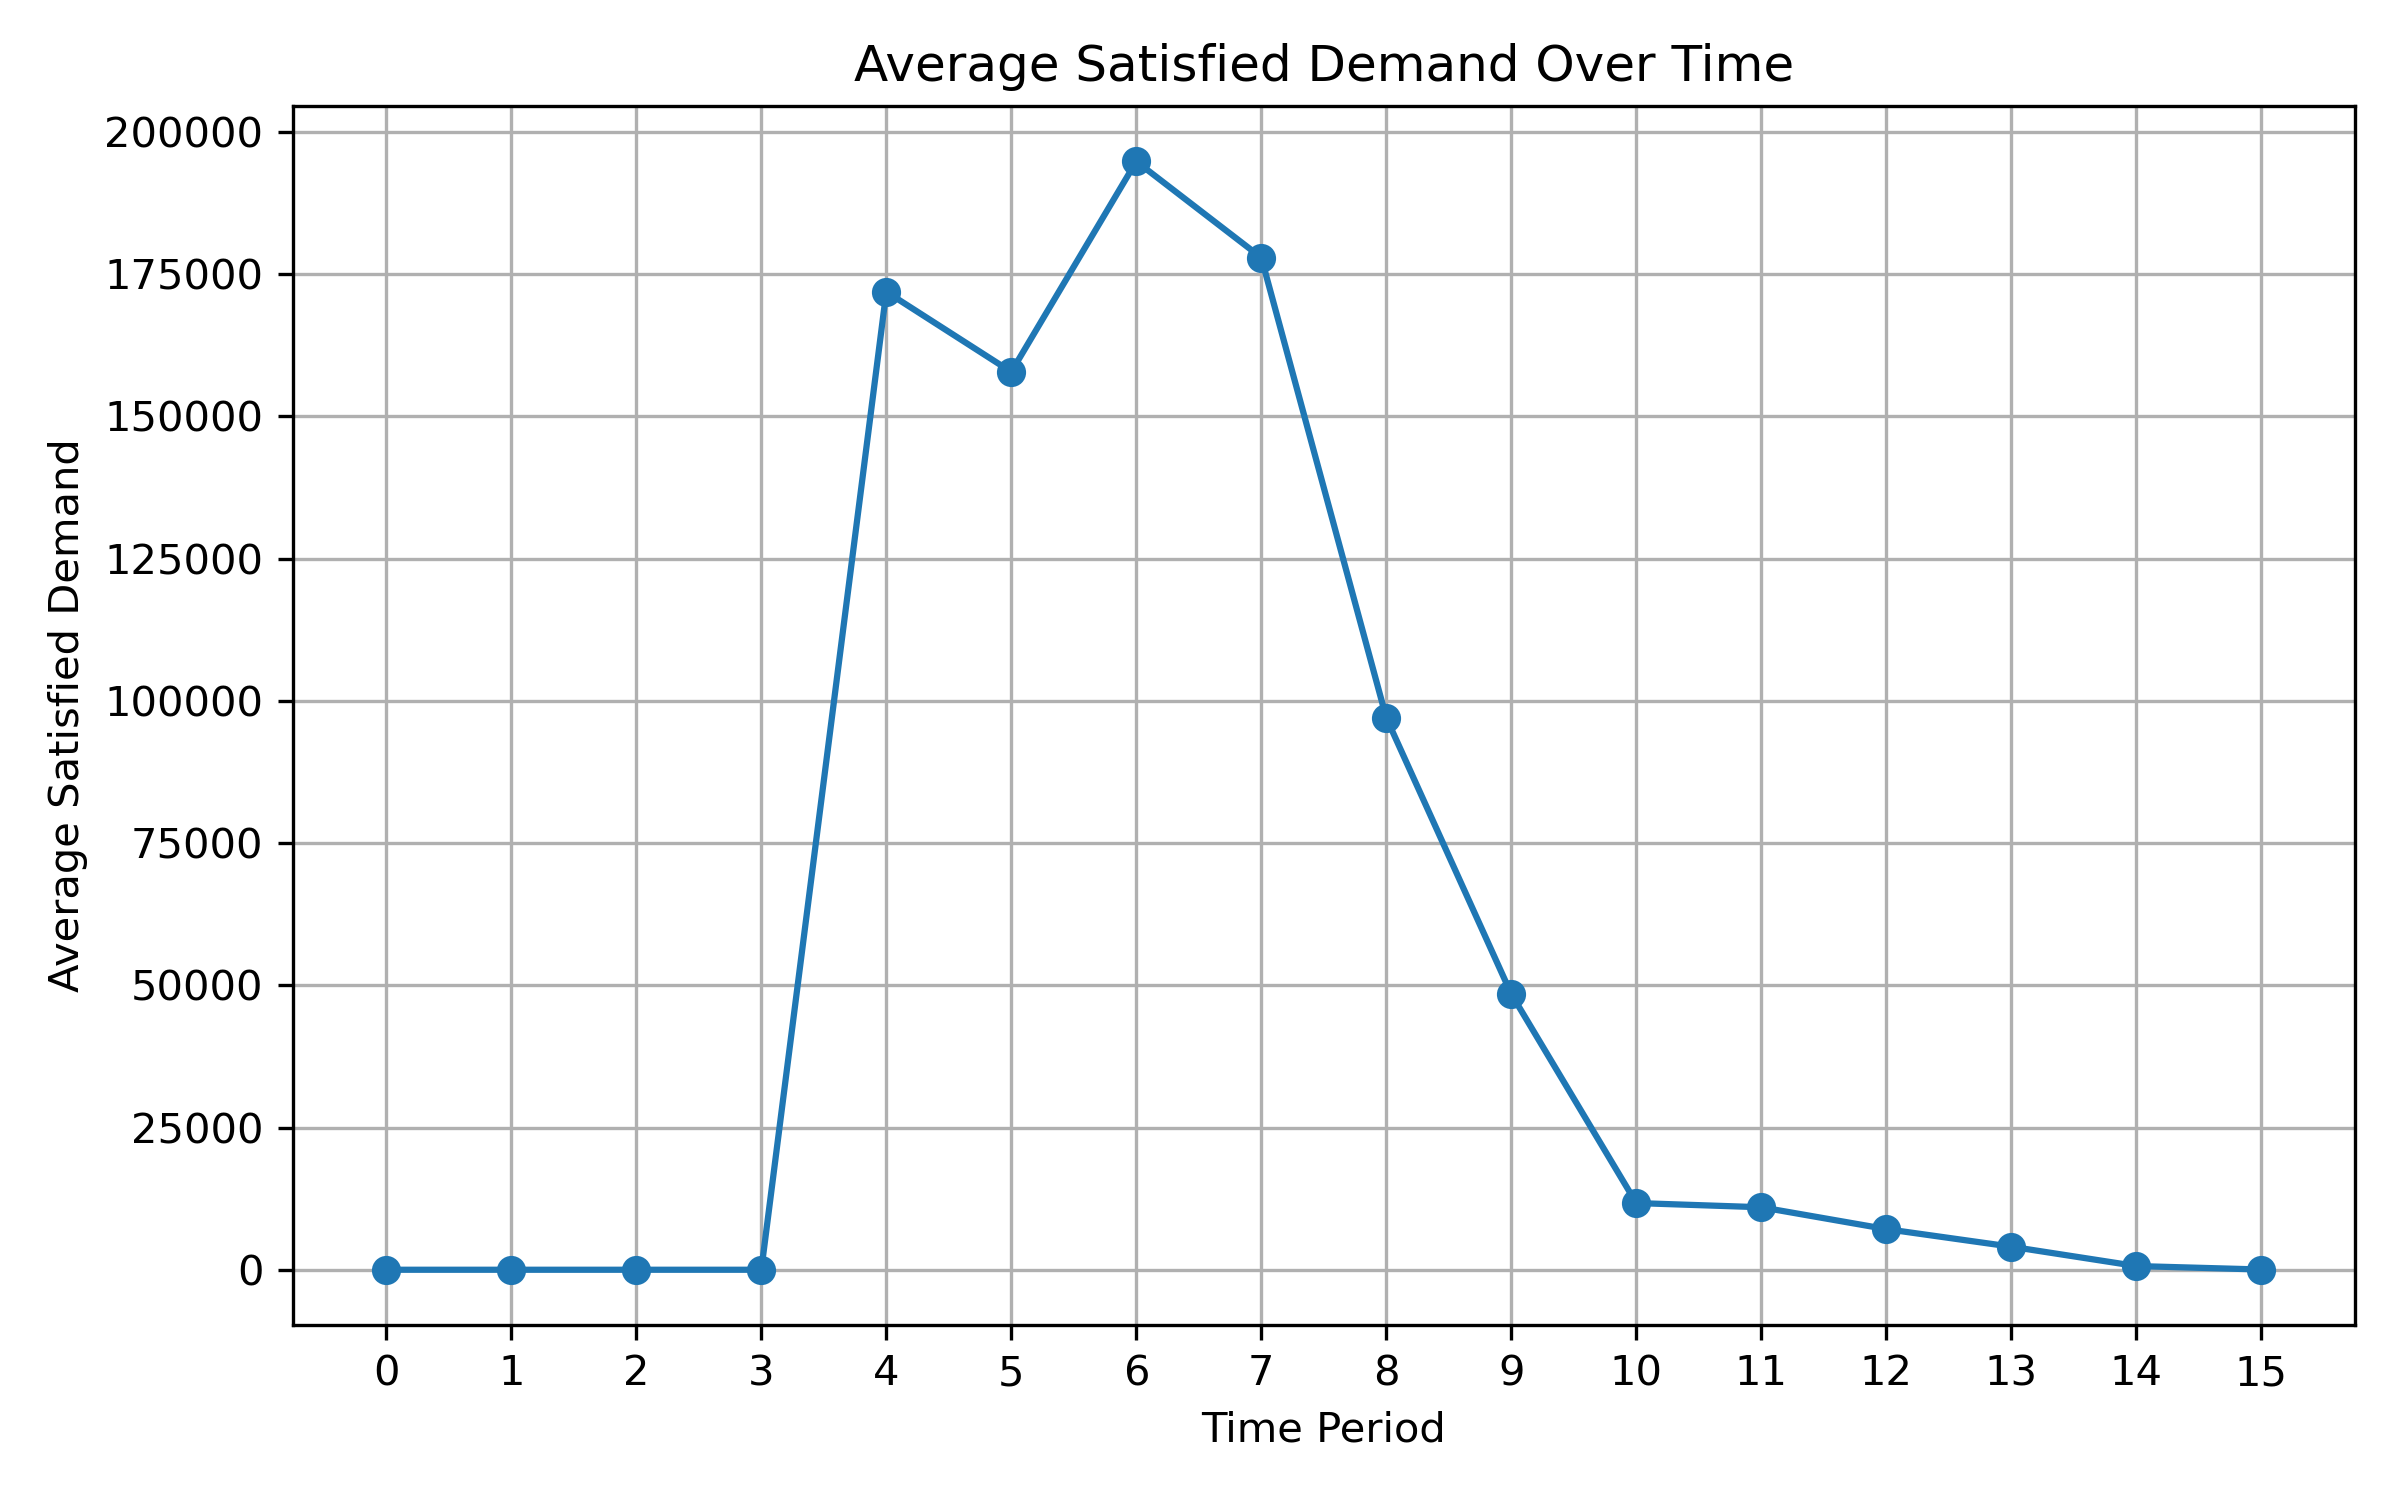 Average Satisfied Demand Over Time
Average Satisfied Demand
200000
175000
150000
125000
100000
75000
50000
25000
0
0 1 2 3 4 5 6 7 8 9 10 11 12 13 14 15
Time Period